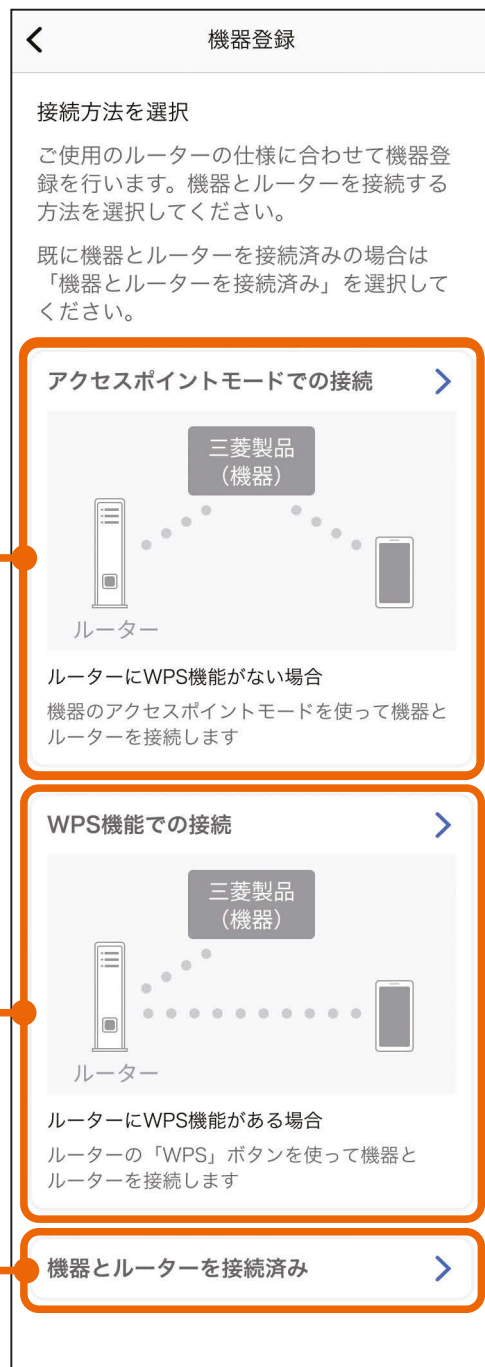 機器登録
接続方法を選択
ご使用のルーターの仕様に合わせて機器登
録を行います。機器とルーターを接続する
方法を選択してください。
既に機器とルーターを接続済みの場合は
「機器とルーターを接続済み」を選択して
ください。
アクセスポイントモードでの接続
三菱製品
（機器）
ルーター
ルーターにWPS機能がない場合
機器のアクセスポイントモードを使って機器と
ルーターを接続します
WPS機能での接続
三菱製品
（機器）
ルーター
ルーターにWPS機能がある場合
ルーターの「WPS」ボタンを使って機器と
ルーターを接続します
機器とルーターを接続済み